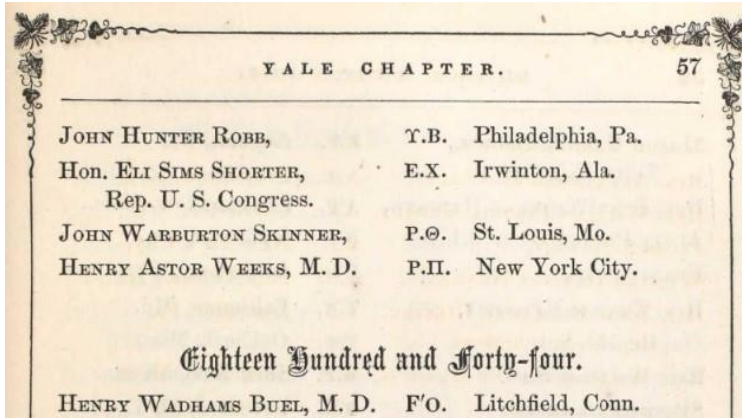 YALE CHAPTER. 57
JOHN HUNTER ROBB, ϒ.B. Philadelphia, Pa.
HON. ELI SIMS SHORTER, E.X. Irwinton, Ala.
Rep. U. S. Congress.
JOHN WARBURTON SKINNER, P.Θ. St. Louis, Mo.
HENRY ASTOR WEEKS, M. D. P.Π. New York City.
Eighteen Hundred and Forty-four.
HENRY WADHAMS BUEL, M. D. F'O. Litchfield, Conn.